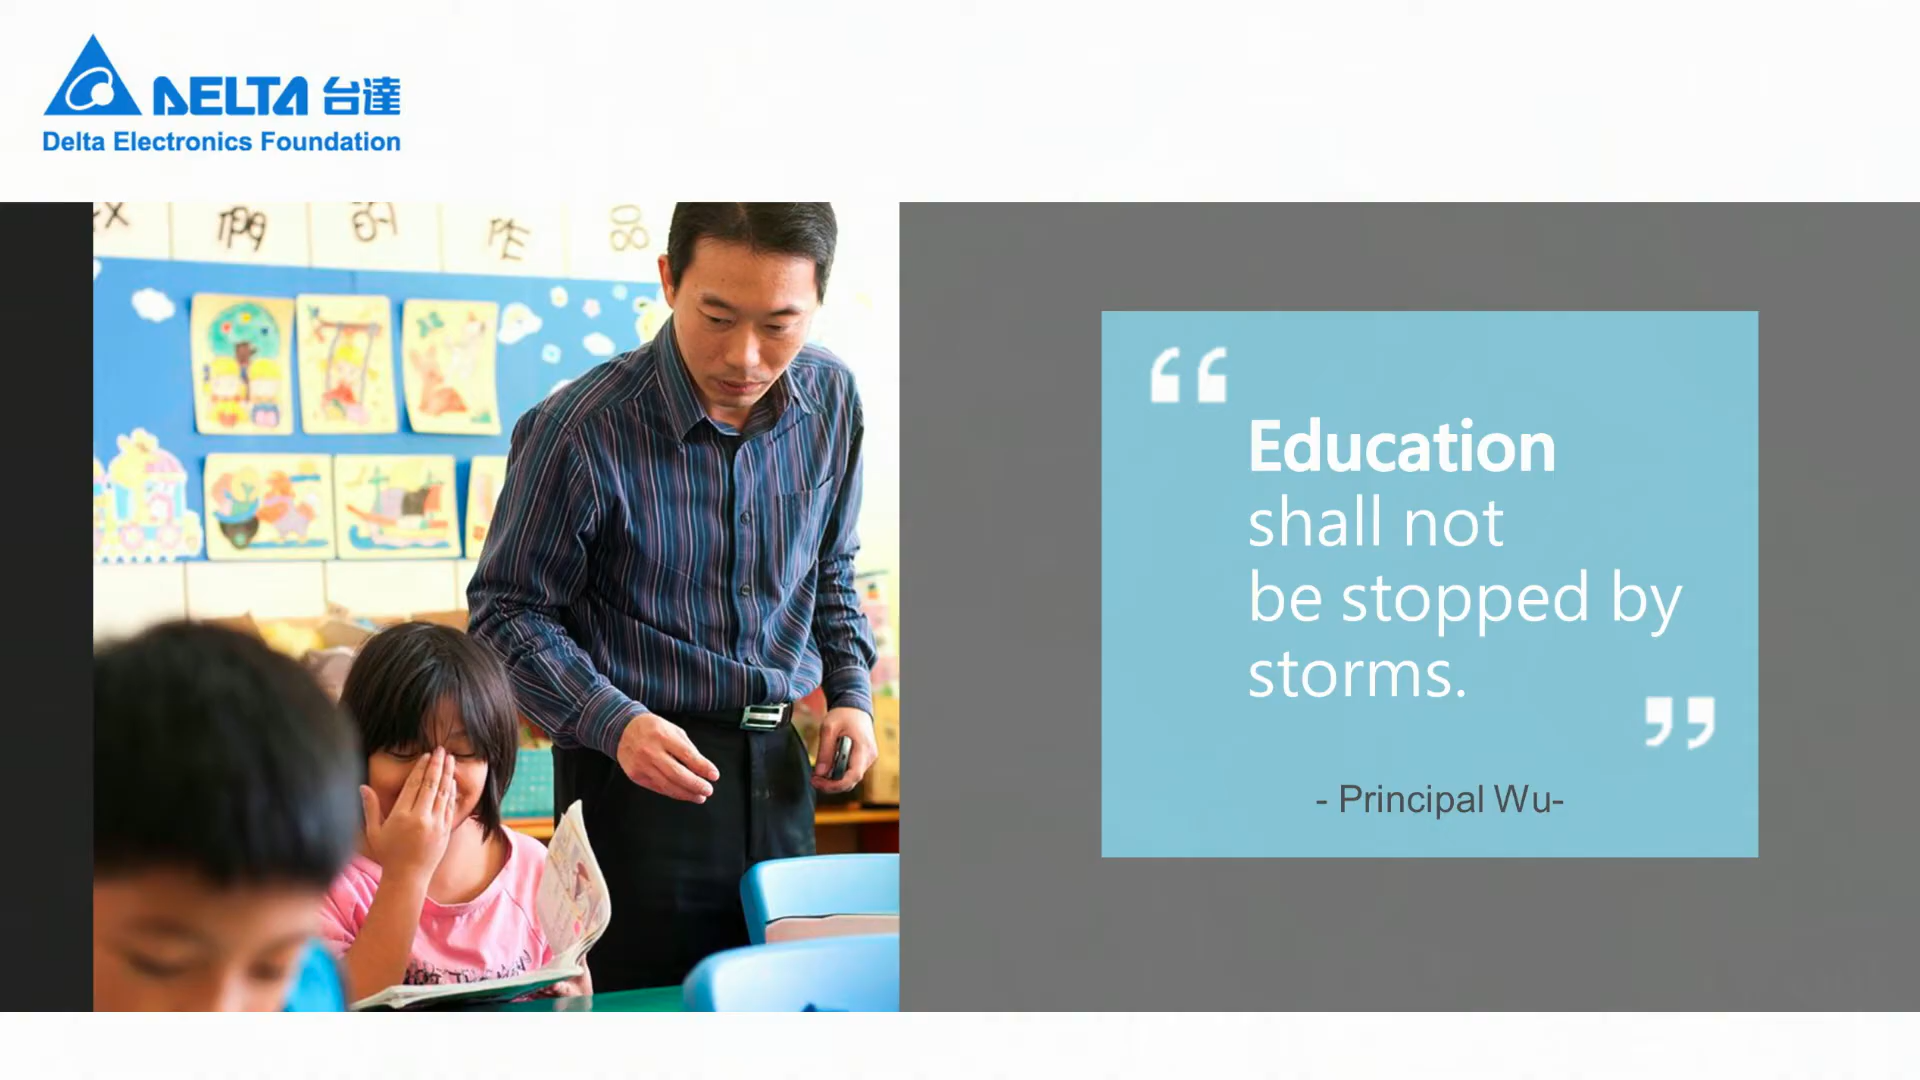 DELTA 台達
Delta Electronics Foundation
“
Education
shall not
be stopped by
storms.
”
- Principal Wu-